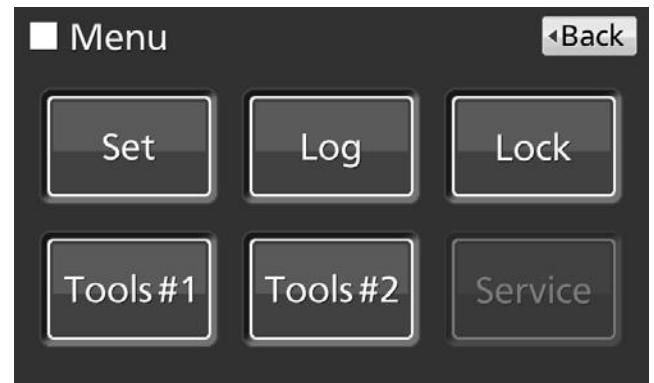 Menu
◂Back
Set
Log
Lock
Tools#1
Tools#2
Service